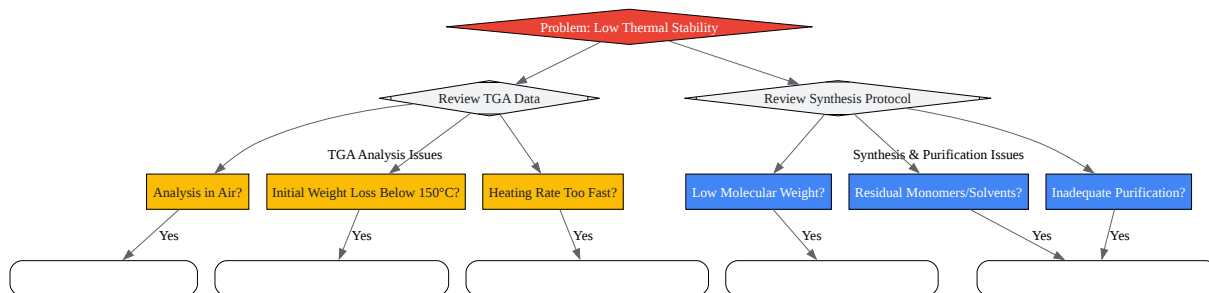 Problem: Low Thermal Stability
Review TGA Data
Review Synthesis Protocol
TGA Analysis Issues
Synthesis & Purification Issues
Analysis in Air?
Initial Weight Loss Below 150°C?
Heating Rate Too Fast?
Low Molecular Weight?
Residual Monomers/Solvents?
Inadequate Purification?
Yes
Yes
Yes
Yes
Yes
Yes